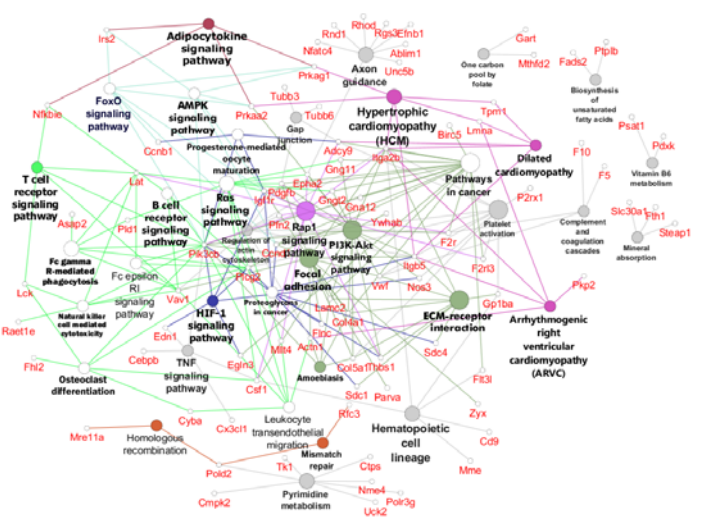 Irs2
Adipocytokine
signaling
pathway
Rnd1
Rhod
Rgs3
Efnb1
Nfatc4
Ablim1
Unc5b
Axon
guidance
Prkag1
Gart
Mthfd2
One carbon
pool by
folate
Fads2
Ptplb
Biosynthesis
of
unsaturated
fatty acids
Nfkbie
FoxO
signaling
pathway
AMPK
signaling
pathway
Prkaa2
Tubb3
Tubb6
Gap
junction
Hypertrophic
cardiomyopathy
(HCM)
Tpm1
Lmna
Birc5
Psat1
Pdxk
Vitamin B6
metabolism
Ccnb1
Progesterone-mediated
oocyte
maturation
Adcy9
Itga2b
Gng11
Dilated
cardiomyopathy
F10
F5
T cell
receptor
signaling
pathway
Lat
Epha2
Pdgfb
Igf1r
Gngt2
Gna12
Pathways
in cancer
P2rx1
Platelet
activation
Complement
and
coagulation
cascades
Slc30a1
Fth1
Steap1
Mineral
absorption
Asap2
Pld1
B cell
receptor
signaling
pathway
Ras
signaling
pathway
Pfn2
Rap1
signaling
pathway
Ywhab
PI3K-Akt
signaling
pathway
F2r
F2rl3
Regulation of
actin
cytoskeleton
Pik3cb
Fc gamma
R-mediated
phagocytosis
Fc epsilon
RI
signaling
pathway
Focal
adhesion
Itgb5
Vwf
Nos3
Pkp2
Lck
Vav1
Proteoglycans
in cancer
Gp1ba
ECM-receptor
interaction
Arrhythmogenic
right
ventricular
cardiomyopathy
(ARVC)
Raet1e
Natural killer
cell mediated
cytotoxicity
HIF-1
signaling
pathway
Lamc2
Col4a1
Flnc
Edn1
Actn1
Mllt4
Sdc4
Fhl2
Osteoclast
differentiation
Cebpb
TNF
signaling
pathway
Egln3
Csf1
Amoebiasis
Col5a1
Thbs1
Sdc1
Parva
Flt3l
Zyx
Cyba
Cx3cl1
Leukocyte
transendothelial
migration
Rfc3
Hematopoietic
cell
lineage
Cd9
Mme
Mre11a
Homologous
recombination
Mismatch
repair
Pold2
Tk1
Ctps
Cmpk2
Pyrimidine
metabolism
Nme4
Polr3g
Uck2